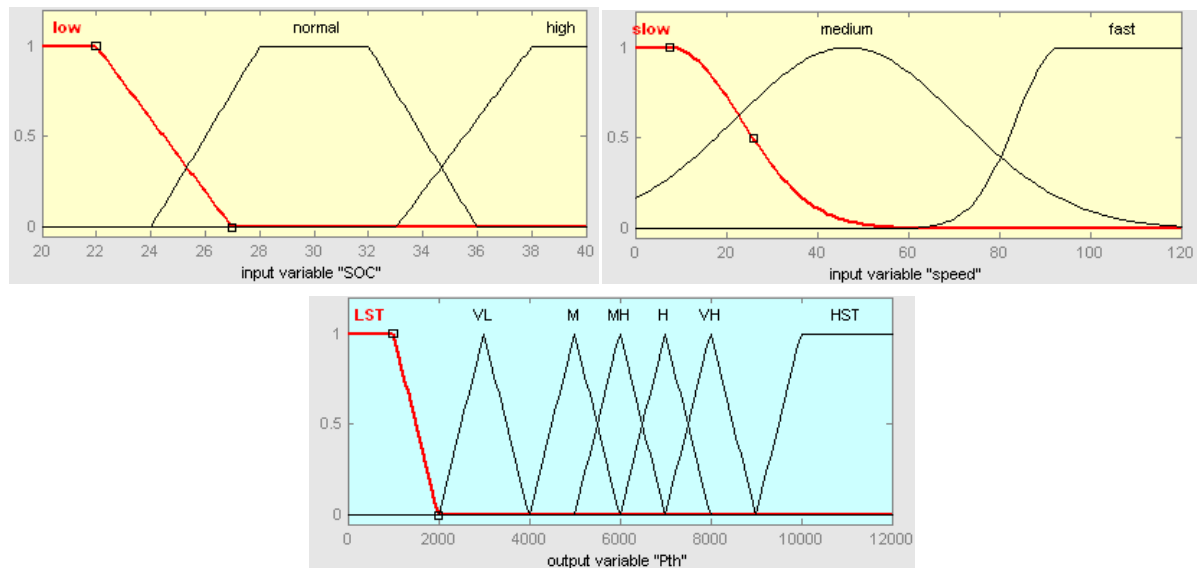 low normal high
1
0.5
0
20 22 24 26 28 30 32 34 36 38 40
input variable "SOC"
slow medium fast
1
0.5
0
0 20 40 60 80 100 120
input variable "speed"
LST VL M MH H VH HST
1
0.5
0
0 2000 4000 6000 8000 10000 12000
output variable "Pth"